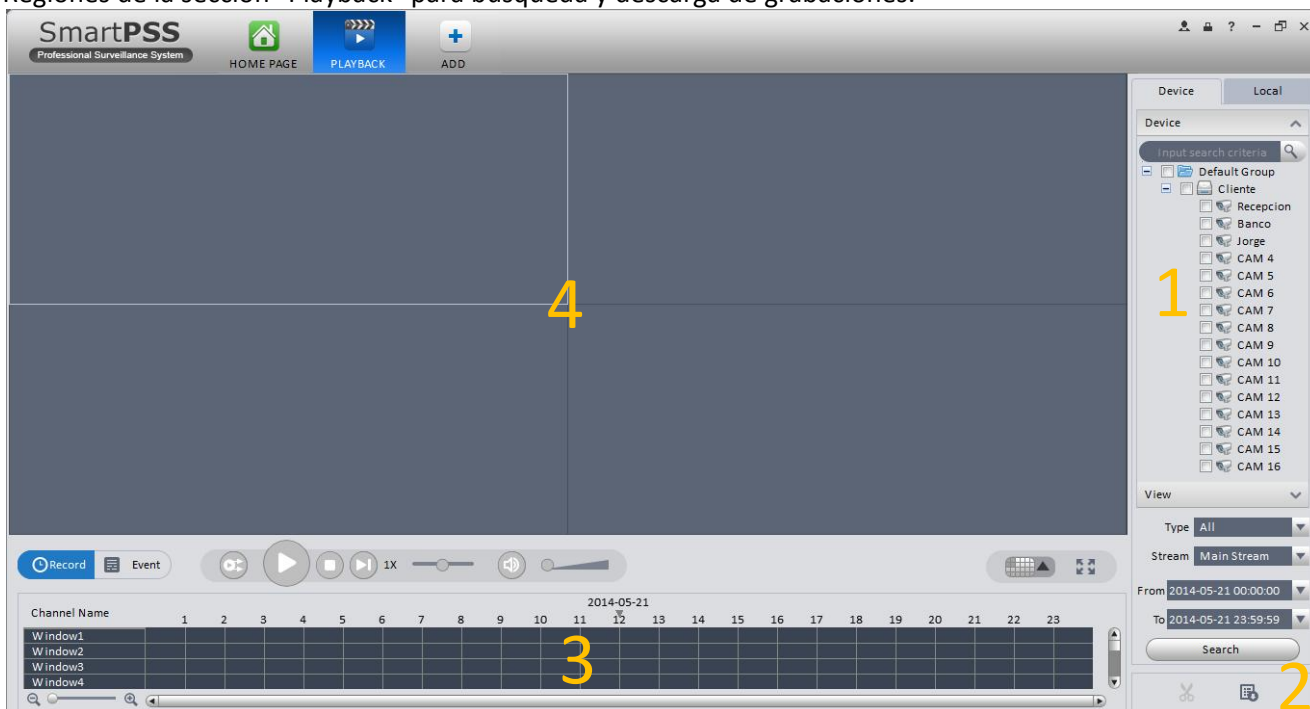 Regiones de la sección "Playback" para búsqueda y descarga de grabaciones.
SmartPSS
Professional Surveillance System
HOME PAGE
PLAYBACK
ADD
?
Device
Local
Device
Input search criteria
Default Group
Cliente
Recepcion
Banco
Jorge
CAM 4
CAM 5
CAM 6
CAM 7
CAM 8
CAM 9
CAM 10
CAM 11
CAM 12
CAM 13
CAM 14
CAM 15
CAM 16
1
4
View
Type All
Stream Main Stream
From 2014-05-21 00:00:00
To 2014-05-21 23:59:59
Search
2
Record
Event
1X
2014-05-21
Channel Name
1 2 3 4 5 6 7 8 9 10 11 12 13 14 15 16 17 18 19 20 21 22 23
Window1
Window2
Window3
Window4
3